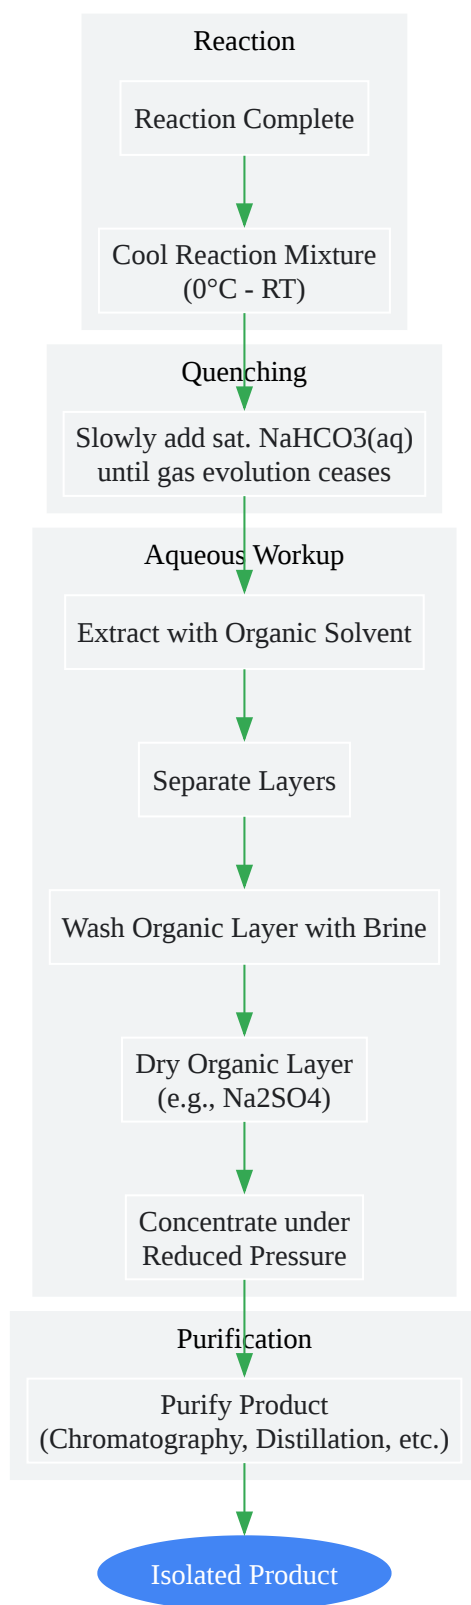 Reaction
Reaction Complete
Cool Reaction Mixture
(0°C - RT)
Quenching
Slowly add sat. NaHCO3(aq)
until gas evolution ceases
Aqueous Workup
Extract with Organic Solvent
Separate Layers
Wash Organic Layer with Brine
Dry Organic Layer
(e.g., Na2SO4)
Concentrate under
Reduced Pressure
Purification
Purify Product
(Chromatography, Distillation, etc.)
Isolated Product